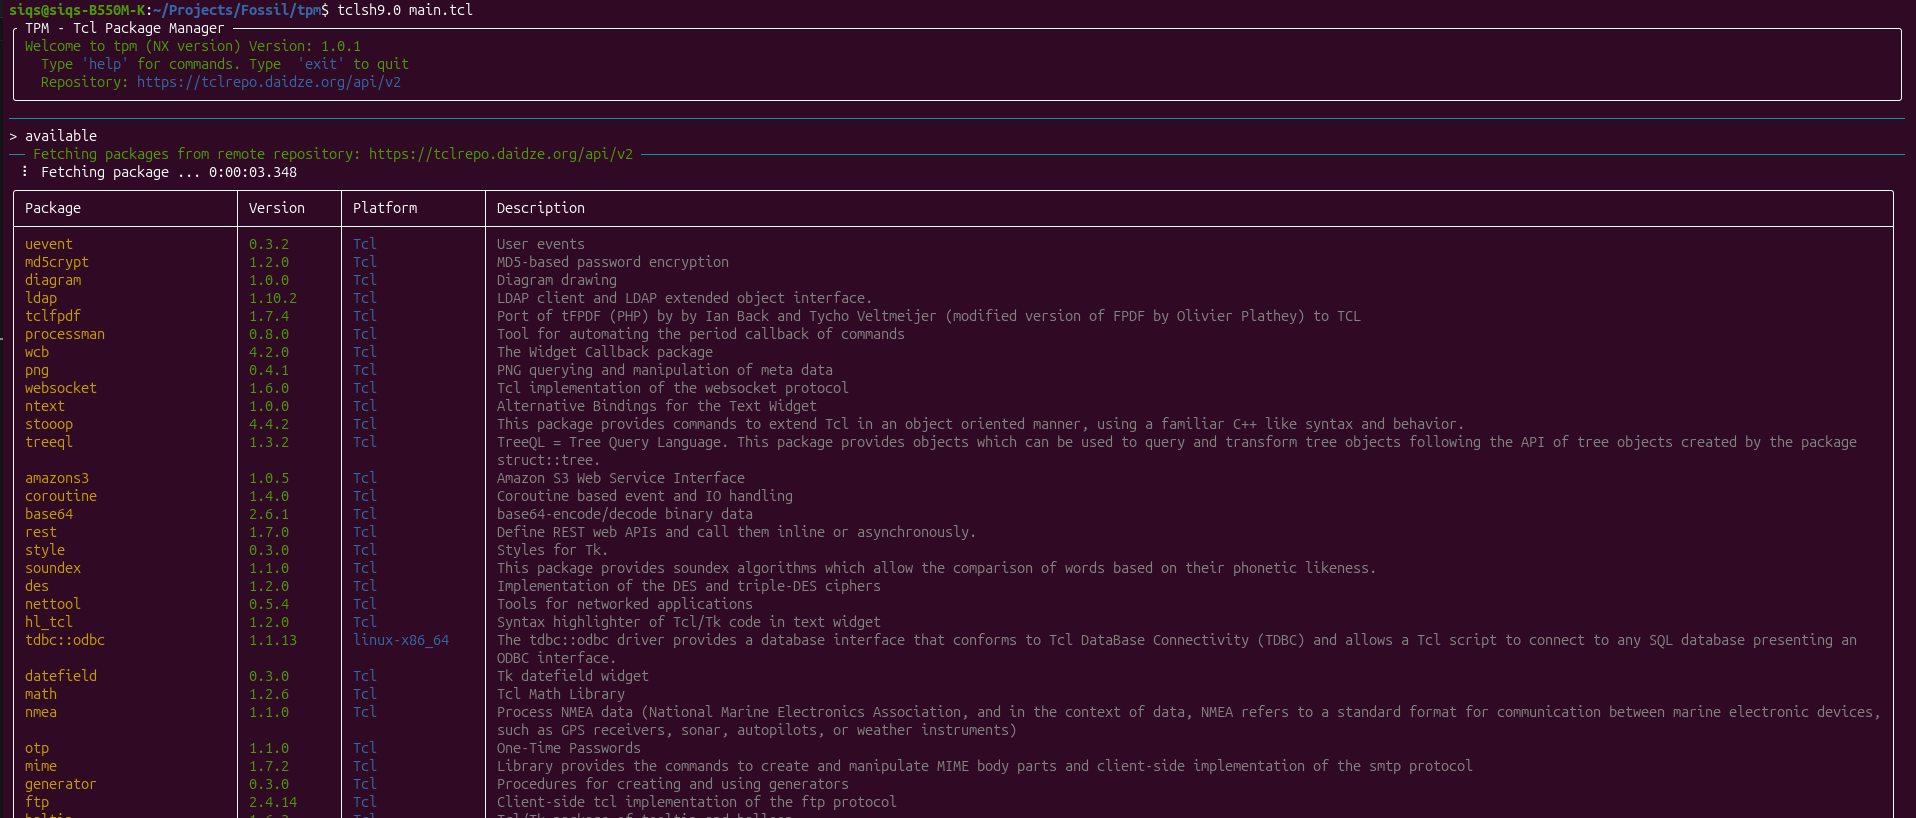 siqs@siqs-B550M-K:~/Projects/Fossil/tpm$ tclsh9.0 main.tcl
TPM - Tcl Package Manager
Welcome to tpm (NX version) Version: 1.0.1
Type 'help' for commands. Type  'exit' to quit
Repository: https://tclrepo.daidze.org/api/v2
> available
Fetching packages from remote repository: https://tclrepo.daidze.org/api/v2
⠸ Fetching package ... 0:00:03.348
Package Version Platform Description
uevent 0.3.2 Tcl User events
md5crypt 1.2.0 Tcl MD5-based password encryption
diagram 1.0.0 Tcl Diagram drawing
ldap 1.10.2 Tcl LDAP client and LDAP extended object interface.
tclfpdf 1.7.4 Tcl Port of tFPDF (PHP) by by Ian Back and Tycho Veltmeijer (modified version of FPDF by Olivier Plathey) to TCL
processman 0.8.0 Tcl Tool for automating the period callback of commands
wcb 4.2.0 Tcl The Widget Callback package
png 0.4.1 Tcl PNG querying and manipulation of meta data
websocket 1.6.0 Tcl Tcl implementation of the websocket protocol
ntext 1.0.0 Tcl Alternative Bindings for the Text Widget
stooop 4.4.2 Tcl This package provides commands to extend Tcl in an object oriented manner, using a familiar C++ like syntax and behavior.
treeql 1.3.2 Tcl TreeQL = Tree Query Language. This package provides objects which can be used to query and transform tree objects following the API of tree objects created by the package
struct::tree.
amazons3 1.0.5 Tcl Amazon S3 Web Service Interface
coroutine 1.4.0 Tcl Coroutine based event and IO handling
base64 2.6.1 Tcl base64-encode/decode binary data
rest 1.7.0 Tcl Define REST web APIs and call them inline or asynchronously.
style 0.3.0 Tcl Styles for Tk.
soundex 1.1.0 Tcl This package provides soundex algorithms which allow the comparison of words based on their phonetic likeness.
des 1.2.0 Tcl Implementation of the DES and triple-DES ciphers
nettool 0.5.4 Tcl Tools for networked applications
hl_tcl 1.2.0 Tcl Syntax highlighter of Tcl/Tk code in text widget
tdbc::odbc 1.1.13 linux-x86_64 The tdbc::odbc driver provides a database interface that conforms to Tcl DataBase Connectivity (TDBC) and allows a Tcl script to connect to any SQL database presenting an
ODBC interface.
datefield 0.3.0 Tcl Tk datefield widget
math 1.2.6 Tcl Tcl Math Library
nmea 1.1.0 Tcl Process NMEA data (National Marine Electronics Association, and in the context of data, NMEA refers to a standard format for communication between marine electronic devices,
such as GPS receivers, sonar, autopilots, or weather instruments)
otp 1.1.0 Tcl One-Time Passwords
mime 1.7.2 Tcl Library provides the commands to create and manipulate MIME body parts and client-side implementation of the smtp protocol
generator 0.3.0 Tcl Procedures for creating and using generators
ftp 2.4.14 Tcl Client-side tcl implementation of the ftp protocol